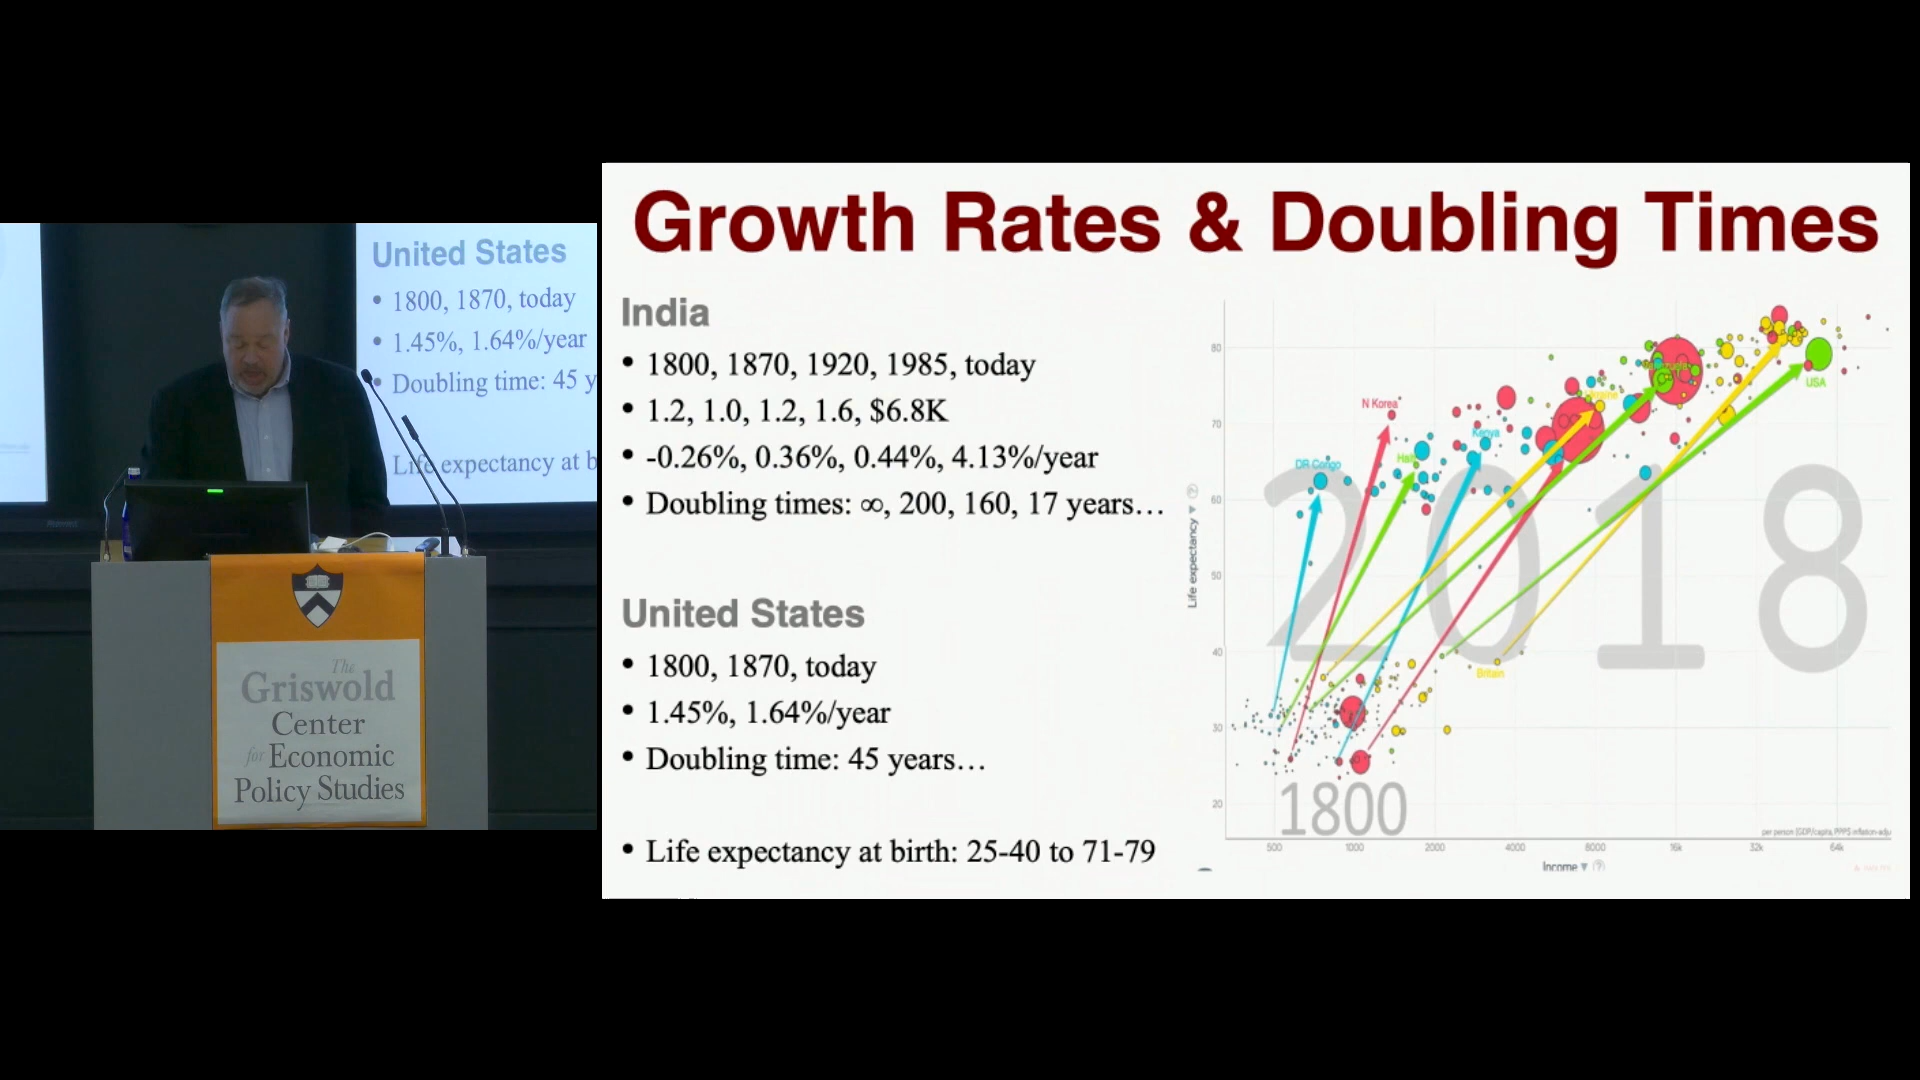 United States
• 1800, 1870, today
• 1.45%, 1.64%/year
• Doubling time: 45 y
Life expectancy at b
The
Griswold
Center
for Economic
Policy Studies
Growth Rates & Doubling Times
India
• 1800, 1870, 1920, 1985, today
• 1.2, 1.0, 1.2, 1.6, $6.8K
• -0.26%, 0.36%, 0.44%, 4.13%/year
• Doubling times: ∞, 200, 160, 17 years…
United States
• 1800, 1870, today
• 1.45%, 1.64%/year
• Doubling time: 45 years…
• Life expectancy at birth: 25-40 to 71-79
2018
1800
80
70
60
50
40
30
20
Life expectancy
N Korea
DR Congo
Haiti
Kenya
Ukraine
USA
Britain
per person (GDP/capita, PPP$ inflation-adju
500 1000 2000 4000 8000 16k 32k 64k
Income